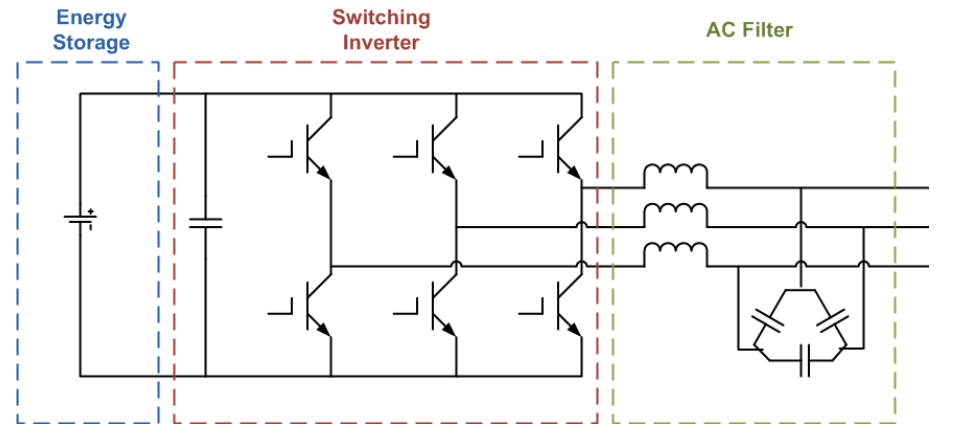 Energy
Storage
Switching
Inverter
AC Filter
+
-